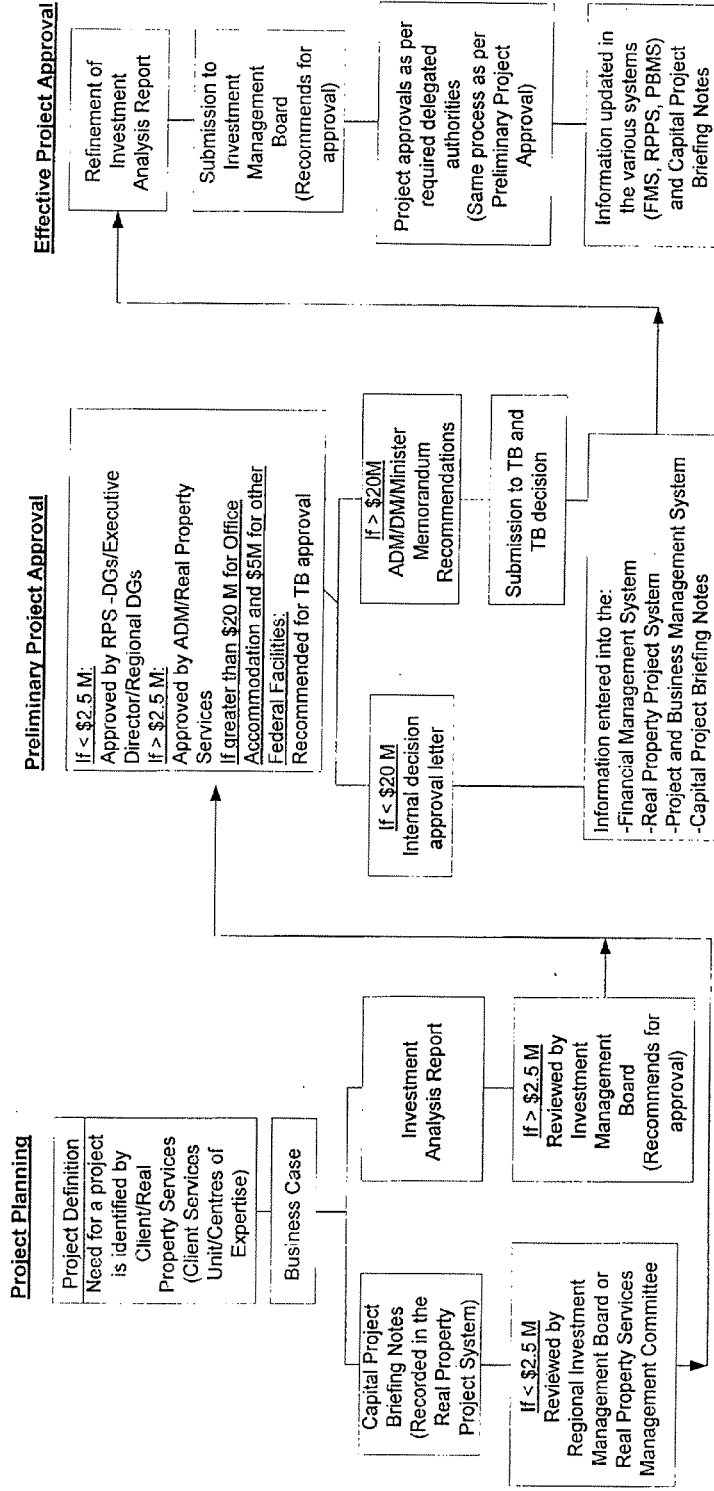 Project Planning
Project Definition
Need for a project
is identified by
Client/Real
Property Services
(Client Services
Unit/Centres of
Expertise)
Business Case
Capital Project
Briefing Notes
(Recorded in the
Real Property
Project System)
Investment
Analysis Report
If < $2.5 M
Reviewed by
Regional Investment
Management Board or
Real Property Services
Management Committee
If > $2.5 M
Reviewed by
Investment
Management
Board
(Recommends for
approval)
Preliminary Project Approval
If < $2.5 M:
Approved by RPS -DGs/Executive
Director/Regional DGs
If > $2.5 M:
Approved by ADM/Real Property
Services
If greater than $20 M for Office
Accommodation and $5M for other
Federal Facilities:
Recommended for TB approval
If < $20 M
Internal decision
approval letter
If > $20M
ADM/DM/Minister
Memorandum
Recommendations
Submission to TB and
TB decision
Information entered into the:
-Financial Management System
-Real Property Project System
-Project and Business Management System
-Capital Project Briefing Notes
Effective Project Approval
Refinement of
Investment
Analysis Report
Submission to
Investment
Management
Board
(Recommends for
approval)
Project approvals as per
required delegated
authorities
(Same process as per
Preliminary Project
Approval)
Information updated in
the various systems
(FMS, RPPS, PBMS)
and Capital Project
Briefing Notes